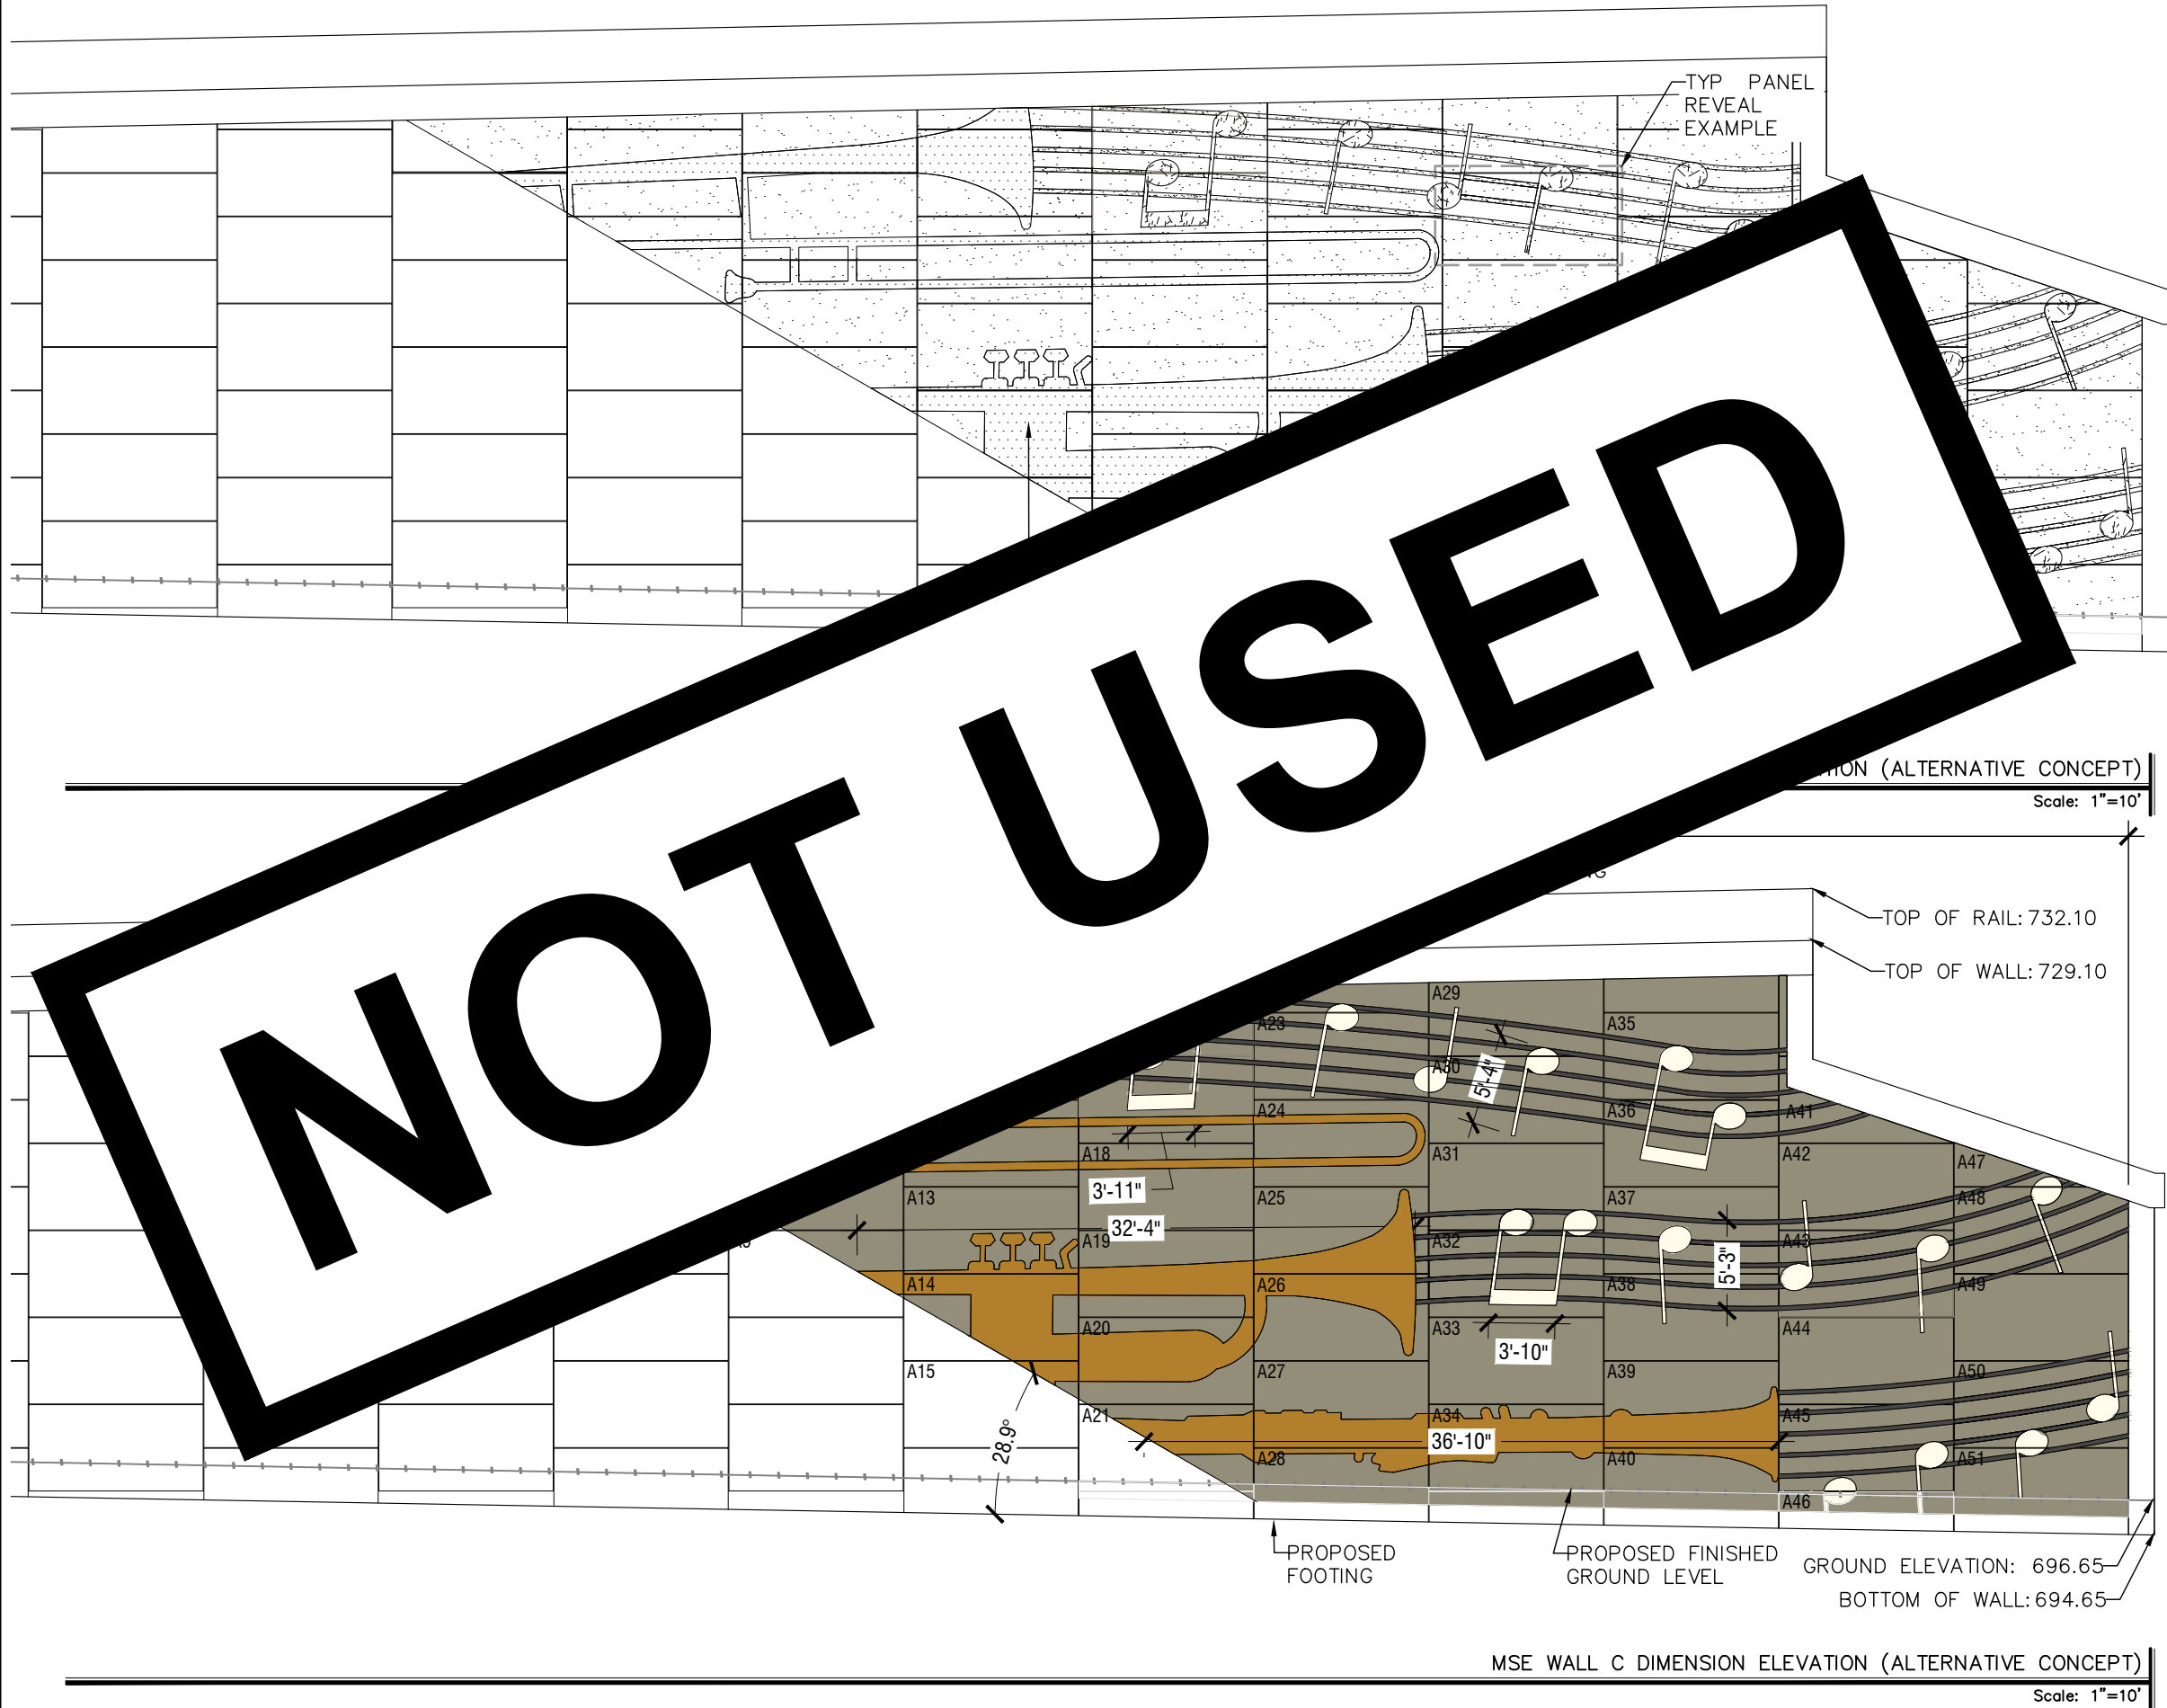 TYP PANEL
REVEAL
EXAMPLE
NOT USED
(ALTERNATIVE CONCEPT)
Scale: 1"=10'
TOP OF RAIL: 732.10
TOP OF WALL: 729.10
A29
A23
A35
A30
5'-4"
A24
A36
A41
A18
A31
A42
A47
3'-11"
A13
A25
A37
A48
32'-4"
A19
A32
A43
5'-3"
A14
A26
A38
A49
A20
A33
A44
3'-10"
A15
A27
A39
A50
A21
A34
A45
28.9°
36'-10"
A28
A40
A51
A46
PROPOSED
FOOTING
PROPOSED FINISHED
GROUND LEVEL
GROUND ELEVATION: 696.65
BOTTOM OF WALL: 694.65
MSE WALL C DIMENSION ELEVATION (ALTERNATIVE CONCEPT)
Scale: 1"=10'